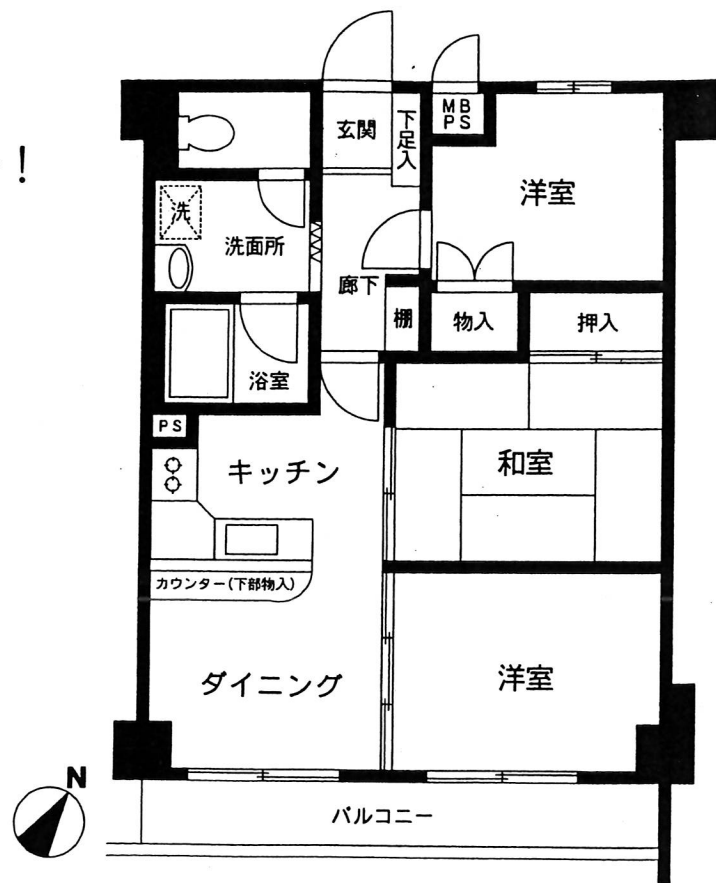 !
玄関
下足入
MB
PS
洋室
洗
洗面所
廊下
棚
物入
押入
浴室
PS
キッチン
和室
カウンター(下部物入)
ダイニング
洋室
バルコニー
N